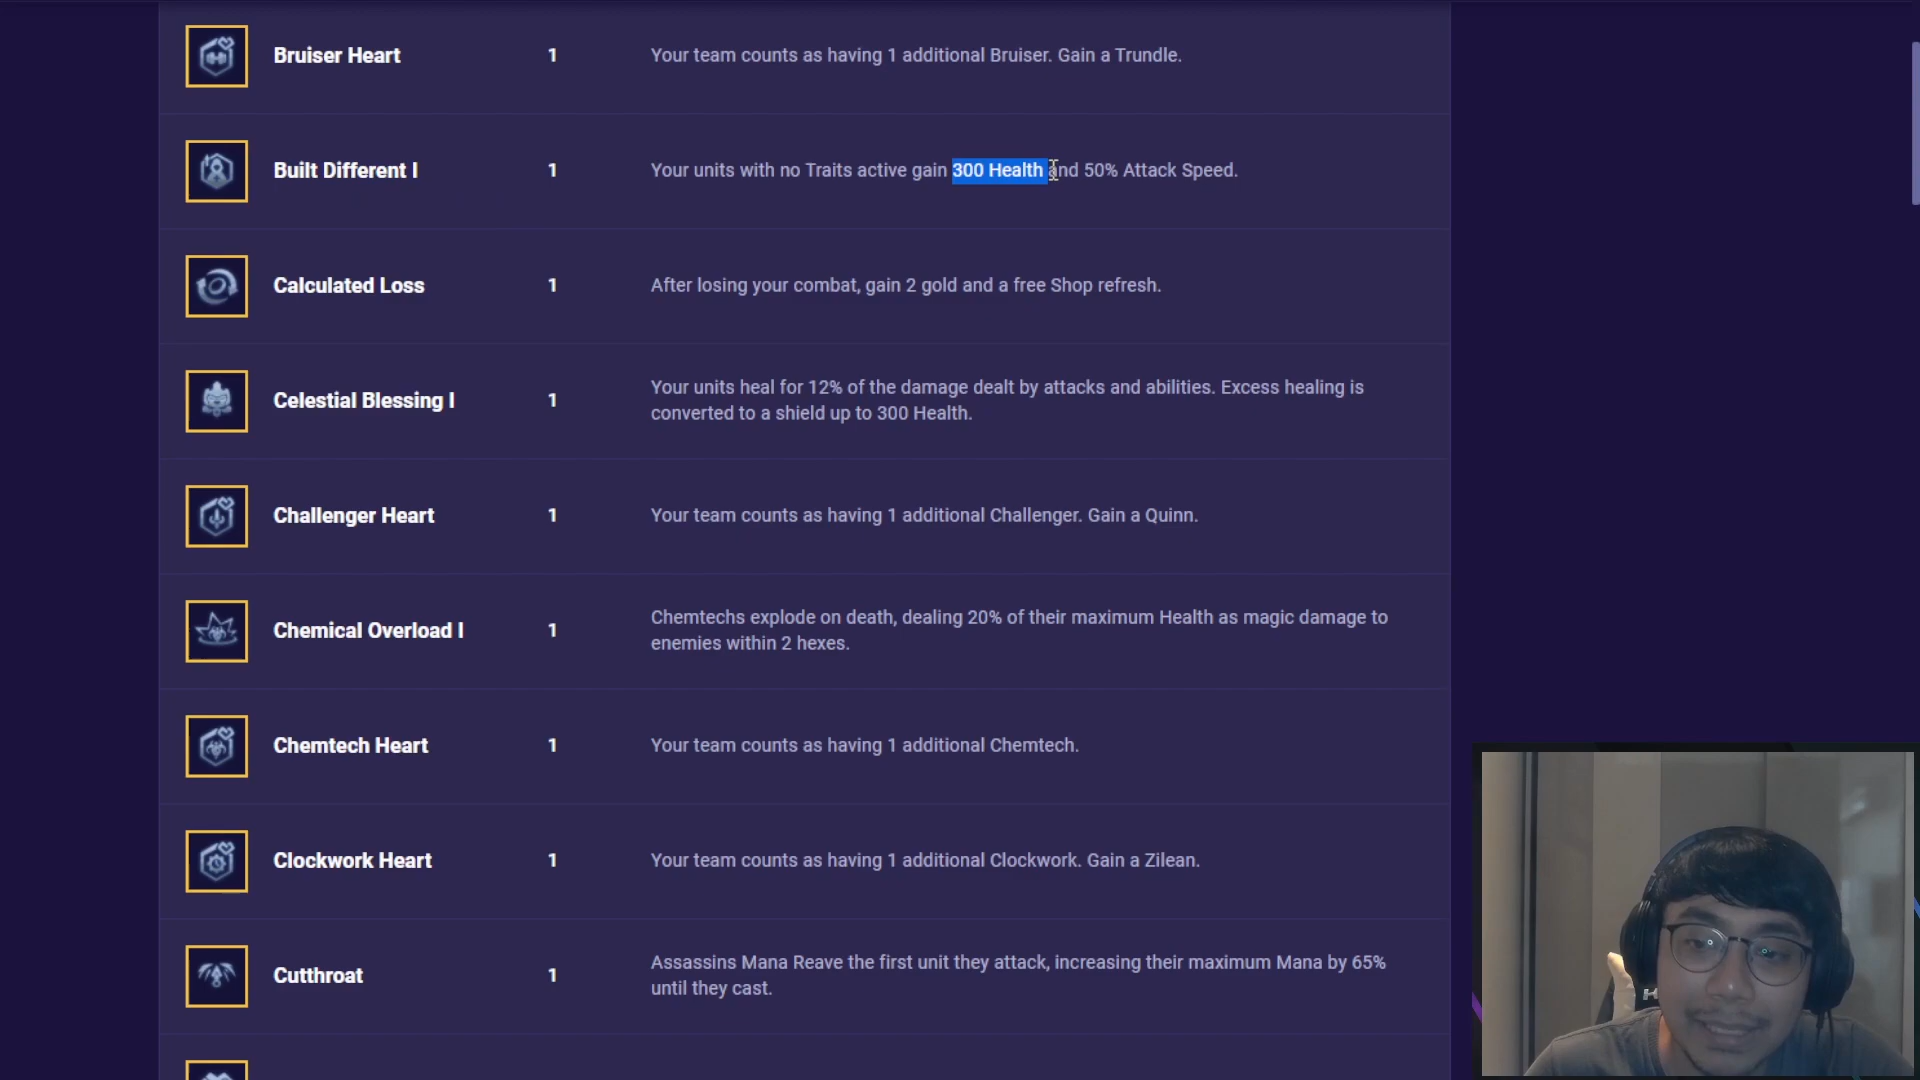 Bruiser Heart 1 Your team counts as having 1 additional Bruiser. Gain a Trundle.
Built Different I 1 Your units with no Traits active gain 300 Health and 50% Attack Speed.
Calculated Loss 1 After losing your combat, gain 2 gold and a free Shop refresh.
Celestial Blessing I 1 Your units heal for 12% of the damage dealt by attacks and abilities. Excess healing is
converted to a shield up to 300 Health.
Challenger Heart 1 Your team counts as having 1 additional Challenger. Gain a Quinn.
Chemical Overload I 1 Chemtechs explode on death, dealing 20% of their maximum Health as magic damage to
enemies within 2 hexes.
Chemtech Heart 1 Your team counts as having 1 additional Chemtech.
Clockwork Heart 1 Your team counts as having 1 additional Clockwork. Gain a Zilean.
Cutthroat 1 Assassins Mana Reave the first unit they attack, increasing their maximum Mana by 65%
until they cast.